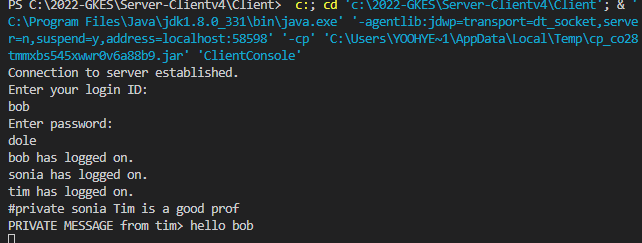 PS C:\2022-GKES\Server-Clientv4\Client>  c:; cd 'c:\2022-GKES\Server-Clientv4\Client'; & '
C:\Program Files\Java\jdk1.8.0_331\bin\java.exe' '-agentlib:jdwp=transport=dt_socket,serve
r=n,suspend=y,address=localhost:58598' '-cp' 'C:\Users\YOOHYE~1\AppData\Local\Temp\cp_co28
tmmxbs545xwwr0v6a88b9.jar' 'ClientConsole'
Connection to server established.
Enter your login ID:
bob
Enter password:
dole
bob has logged on.
sonia has logged on.
tim has logged on.
#private sonia Tim is a good prof
PRIVATE MESSAGE from tim> hello bob